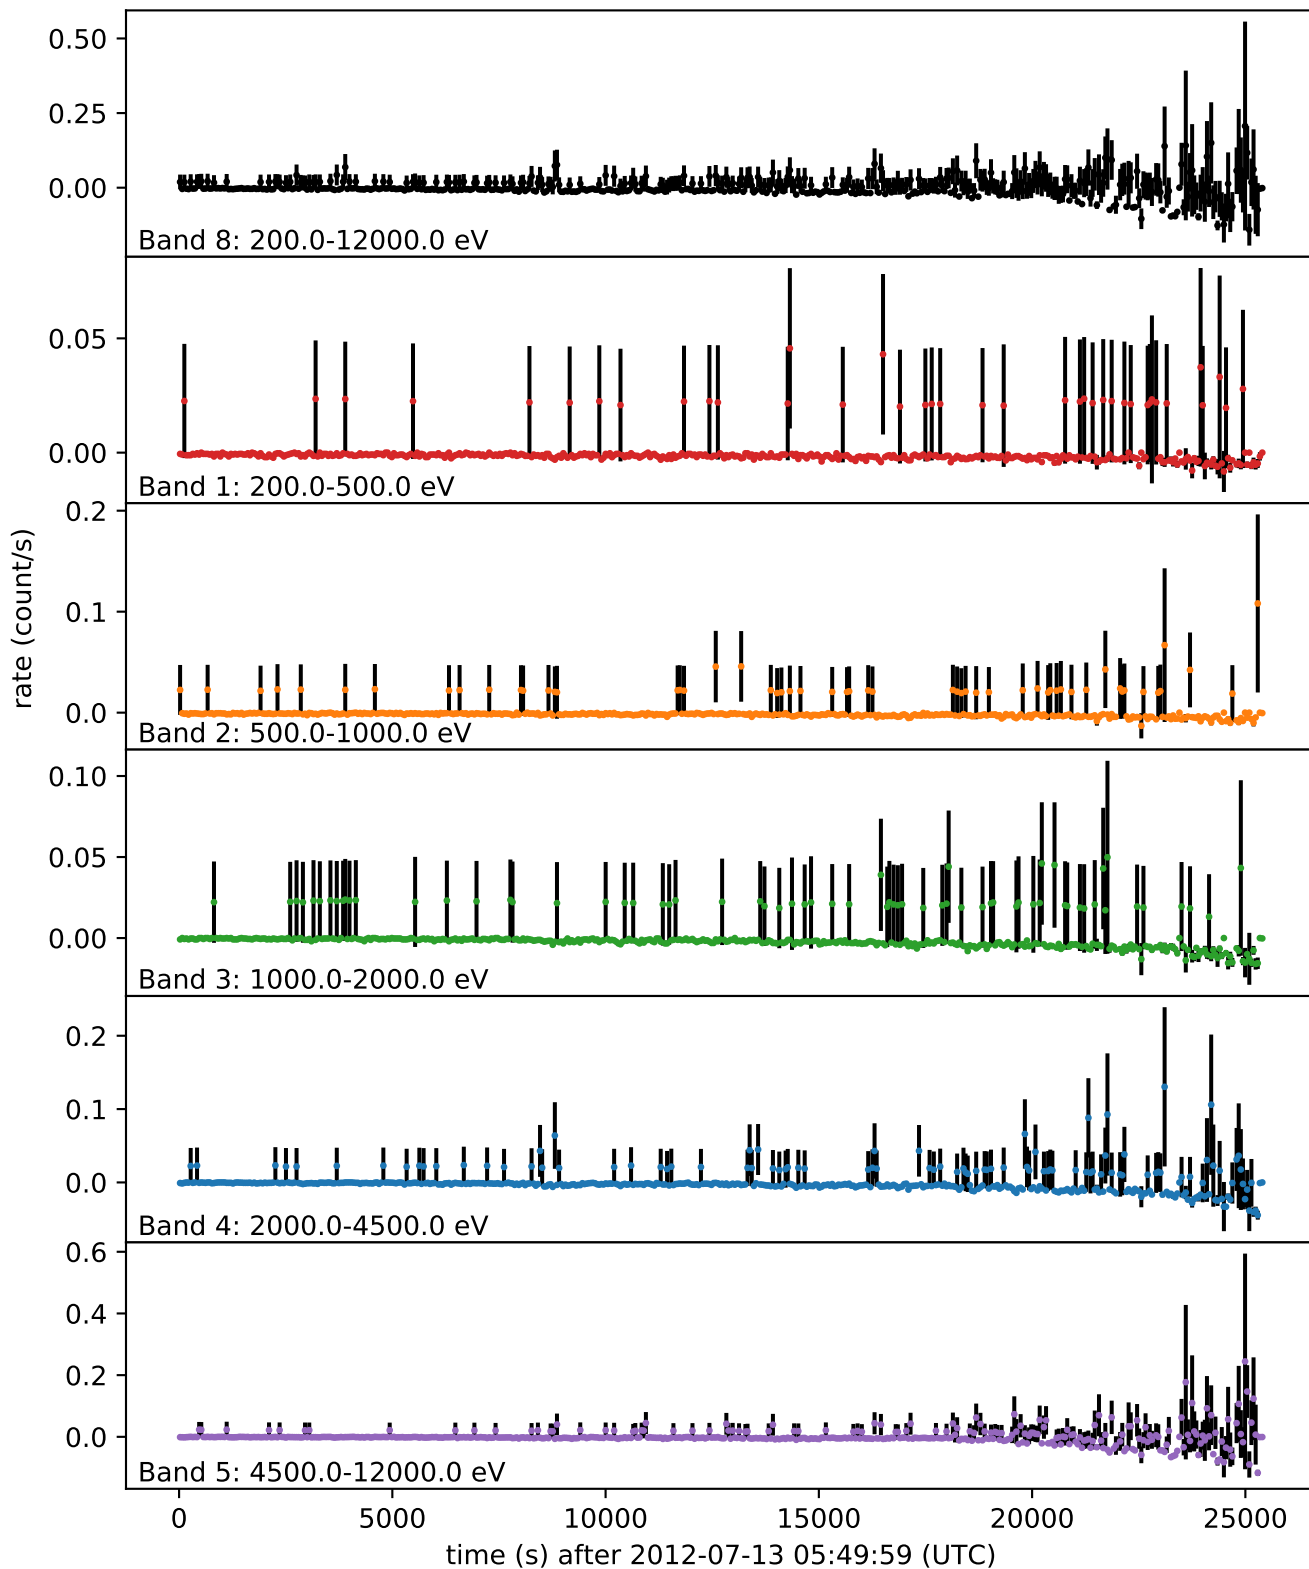 0.50
0.25
0.00
Band 8: 200.0-12000.0 eV
0.05
0.00
Band 1: 200.0-500.0 eV
rate (count/s)
0.2
0.1
0.0
Band 2: 500.0-1000.0 eV
0.10
0.05
0.00
Band 3: 1000.0-2000.0 eV
0.2
0.1
0.0
Band 4: 2000.0-4500.0 eV
0.6
0.4
0.2
0.0
Band 5: 4500.0-12000.0 eV
0 5000 10000 15000 20000 25000
time (s) after 2012-07-13 05:49:59 (UTC)